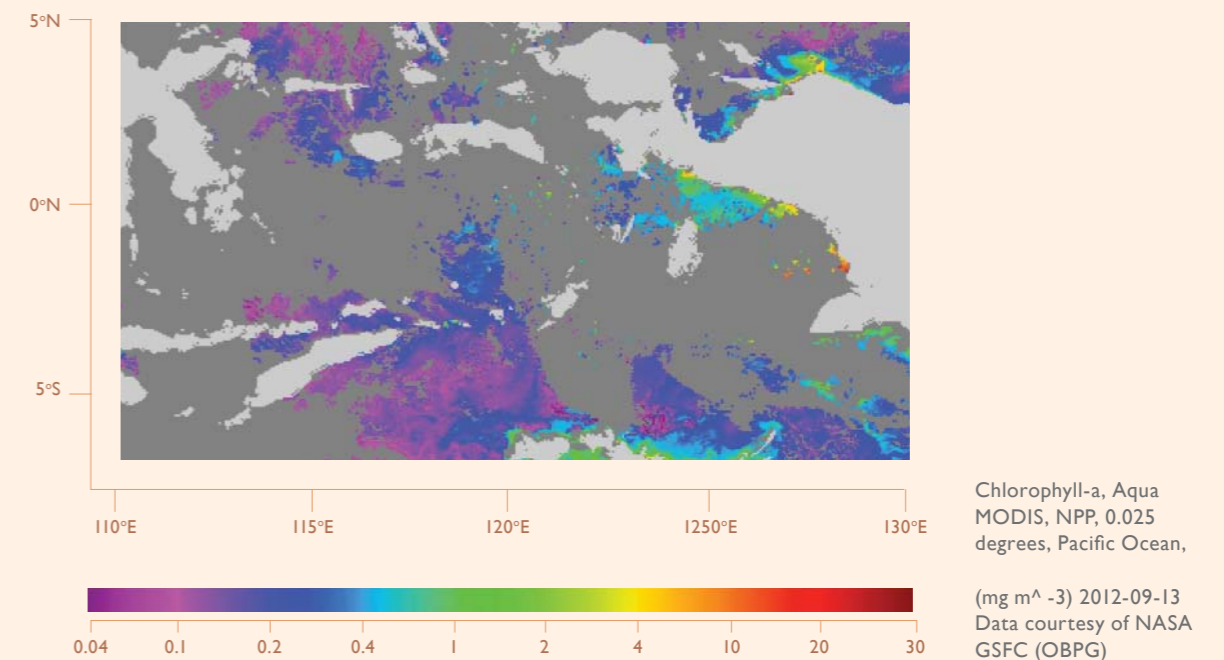 5°N
0°N
5°S
110°E 115°E 120°E 1250°E 130°E
Chlorophyll-a, Aqua
MODIS, NPP, 0.025
degrees, Pacific Ocean,
(mg m^ -3) 2012-09-13
Data courtesy of NASA
GSFC (OBPG)
0.04 0.1 0.2 0.4 1 2 4 10 20 30